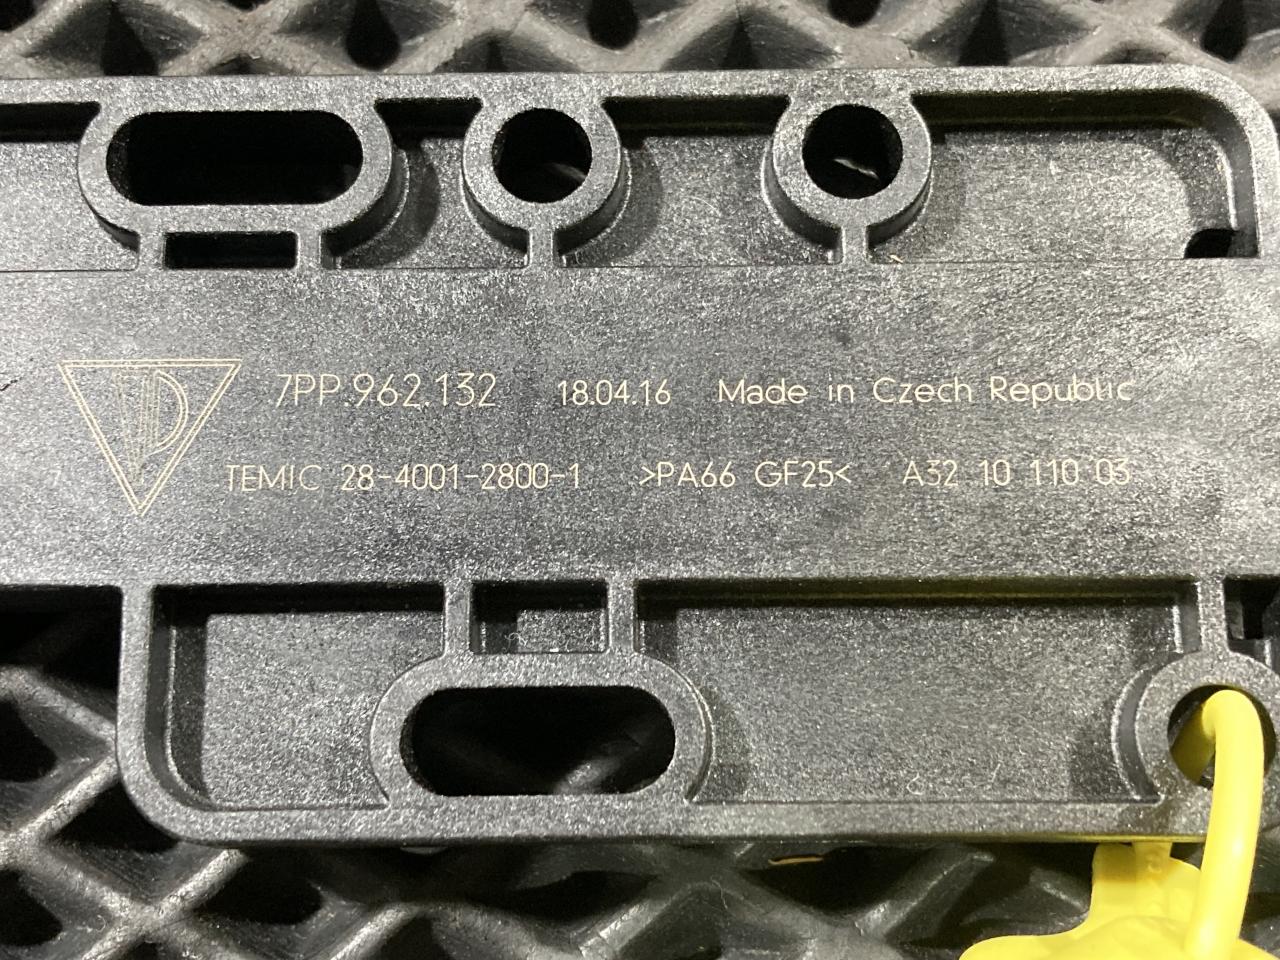 7PP.962.132 18.04.16 Made in Czech Republic
TEMIC 28-4001-2800-1 >PA66 GF25< A32 10 110 03